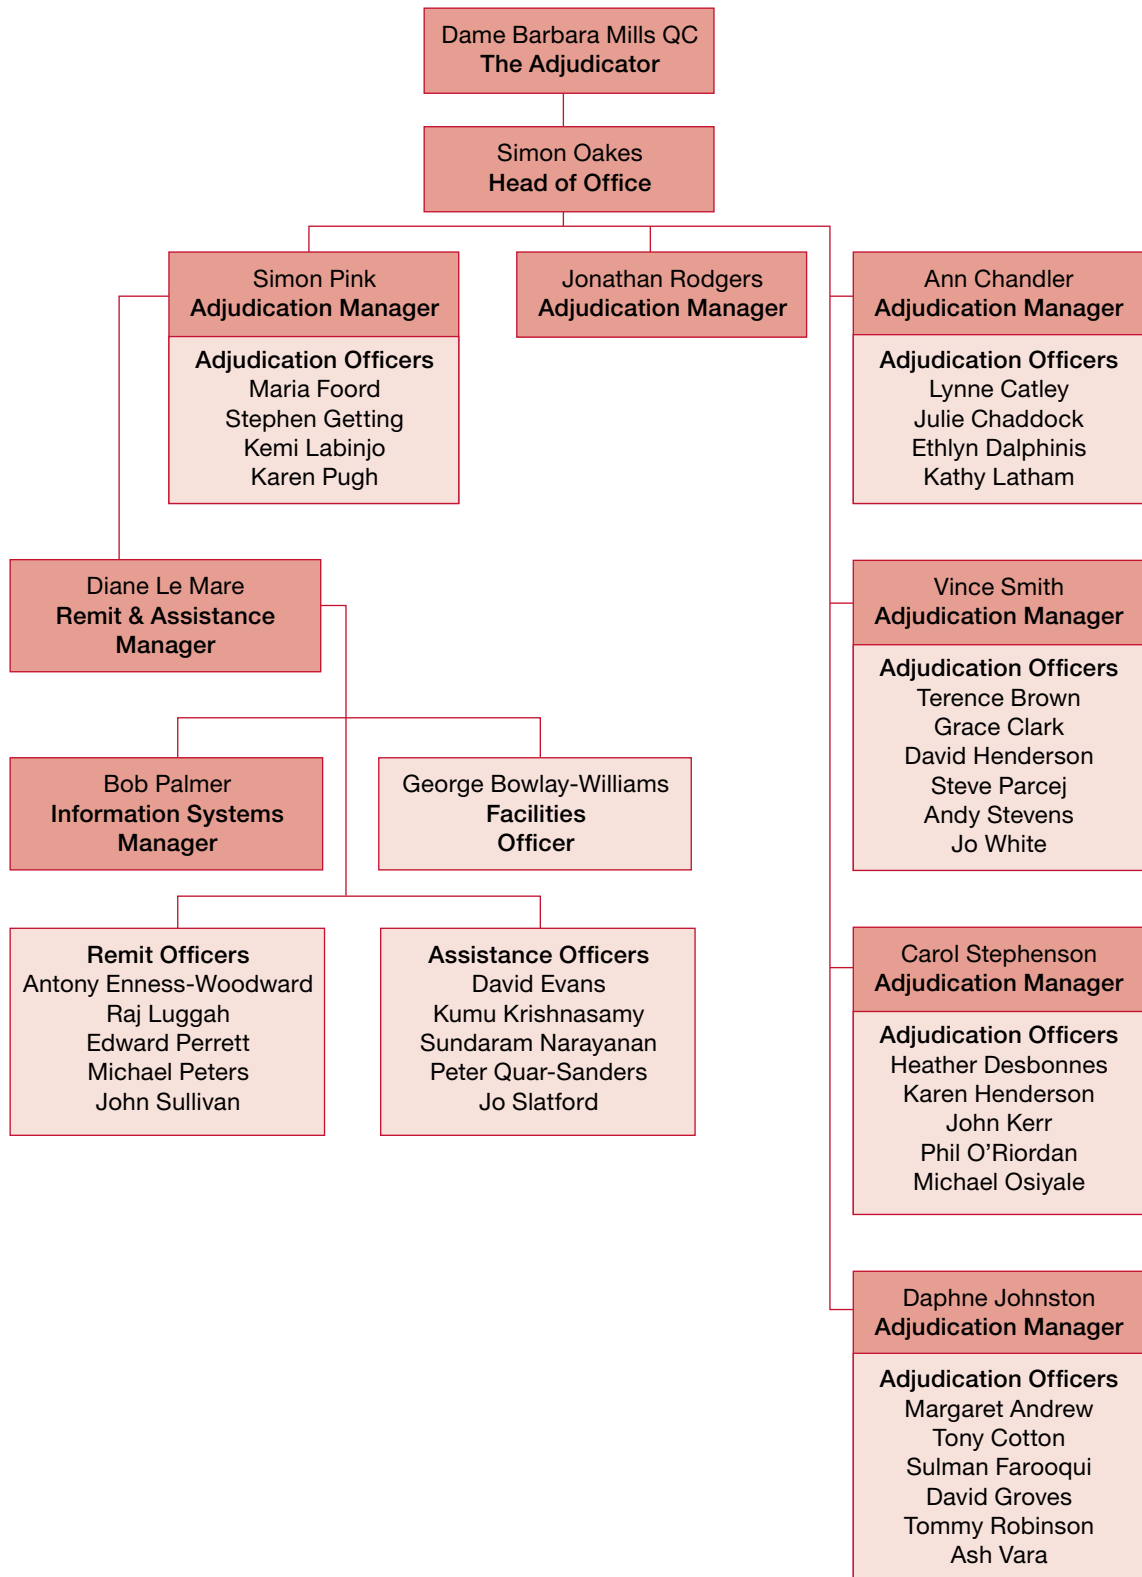 Dame Barbara Mills QC
The Adjudicator
Simon Oakes
Head of Office
Simon Pink
Adjudication Manager
Adjudication Officers
Maria Foord
Stephen Getting
Kemi Labinjo
Karen Pugh
Jonathan Rodgers
Adjudication Manager
Ann Chandler
Adjudication Manager
Adjudication Officers
Lynne Catley
Julie Chaddock
Ethlyn Dalphinis
Kathy Latham
Diane Le Mare
Remit & Assistance
Manager
Vince Smith
Adjudication Manager
Adjudication Officers
Terence Brown
Grace Clark
David Henderson
Steve Parcej
Andy Stevens
Jo White
Bob Palmer
Information Systems
Manager
George Bowlay-Williams
Facilities
Officer
Remit Officers
Antony Enness-Woodward
Raj Luggah
Edward Perrett
Michael Peters
John Sullivan
Assistance Officers
David Evans
Kumu Krishnasamy
Sundaram Narayanan
Peter Quar-Sanders
Jo Slatford
Carol Stephenson
Adjudication Manager
Adjudication Officers
Heather Desbonnes
Karen Henderson
John Kerr
Phil O’Riordan
Michael Osiyale
Daphne Johnston
Adjudication Manager
Adjudication Officers
Margaret Andrew
Tony Cotton
Sulman Farooqui
David Groves
Tommy Robinson
Ash Vara